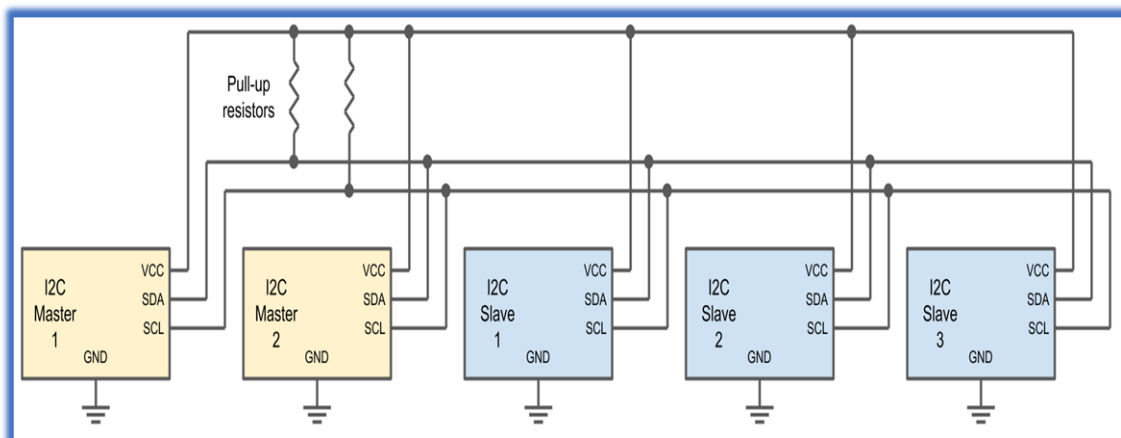 Pull-up
resistors
I2C
Master
1
VCC
SDA
SCL
GND
I2C
Master
2
VCC
SDA
SCL
GND
I2C
Slave
1
VCC
SDA
SCL
GND
I2C
Slave
2
VCC
SDA
SCL
GND
I2C
Slave
3
VCC
SDA
SCL
GND